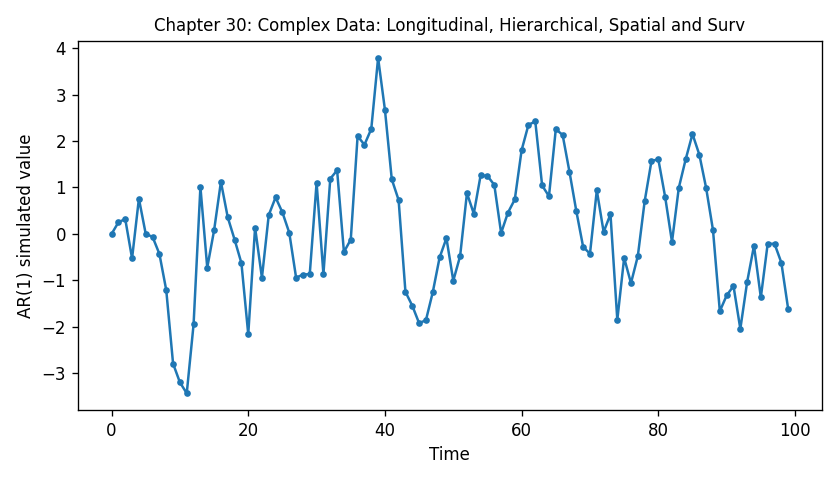 Chapter 30: Complex Data: Longitudinal, Hierarchical, Spatial and Surv
AR(1) simulated value
4
3
2
1
0
−1
−2
−3
0 20 40 60 80 100
Time